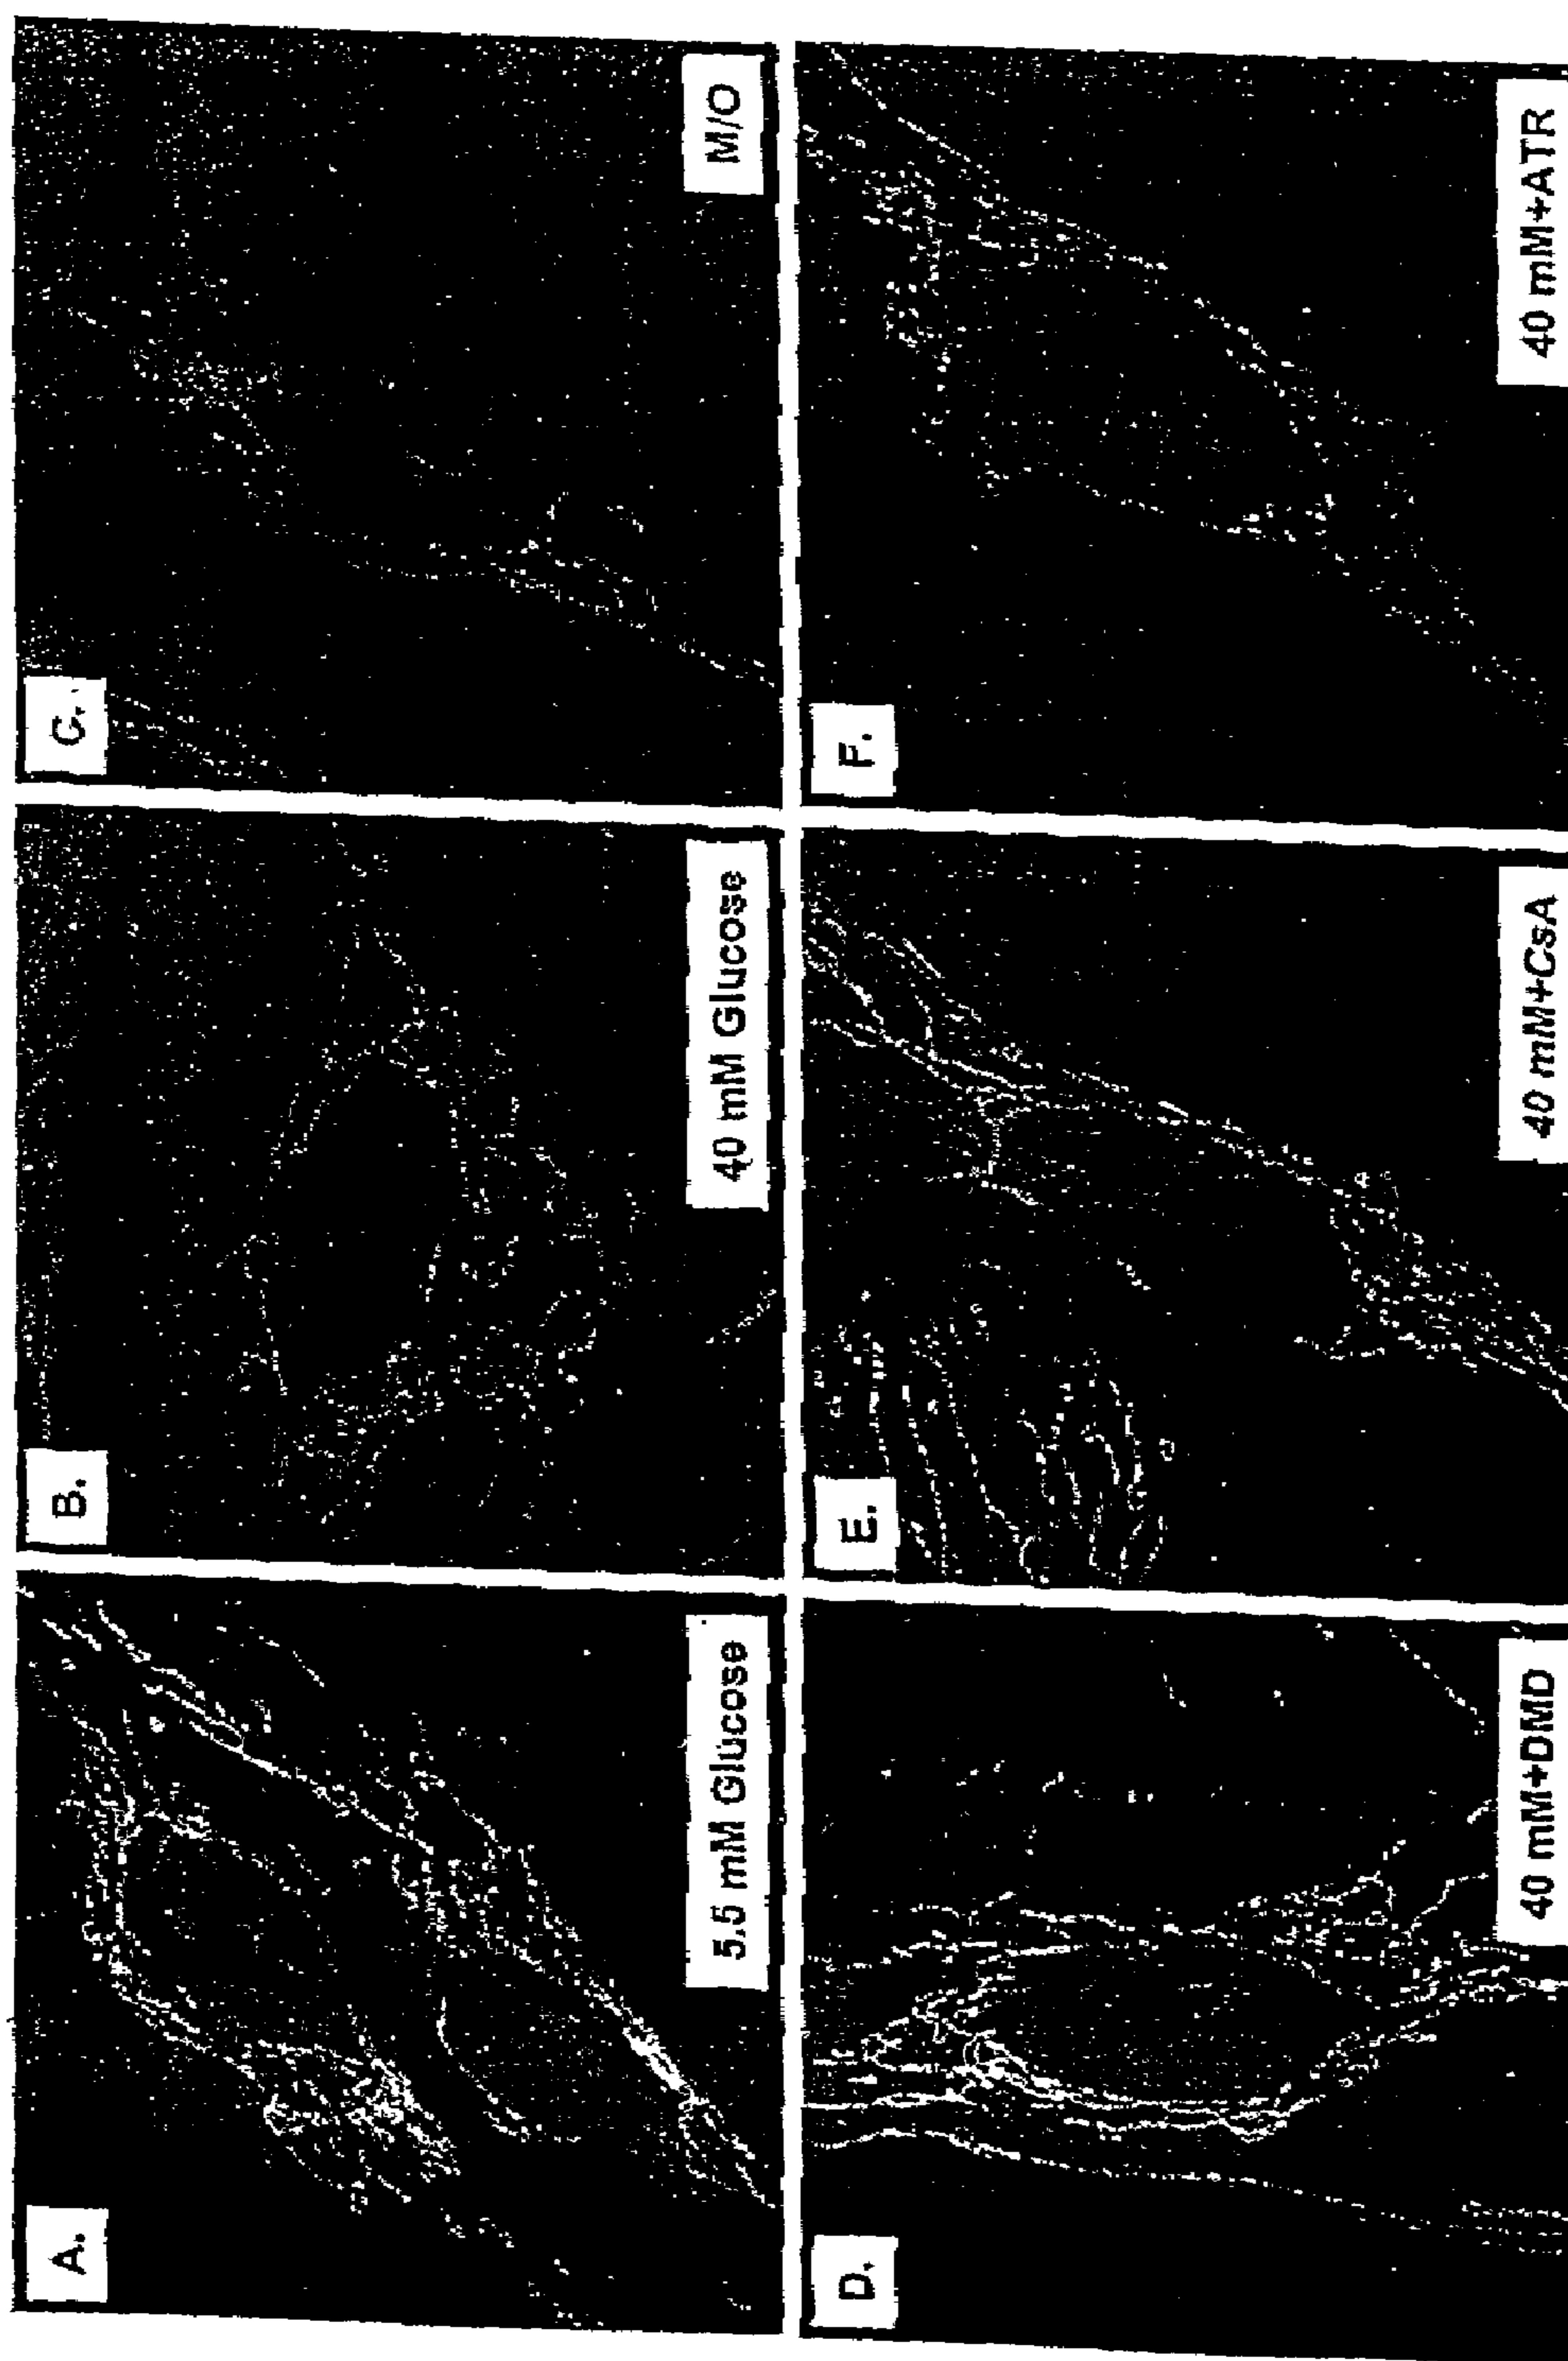 A.
5.5 mM Glucose
B.
40 mM Glucose
C.
M/O
D.
40 mM+DMD
E.
40 mM+CsA
F.
40 mM+ATR